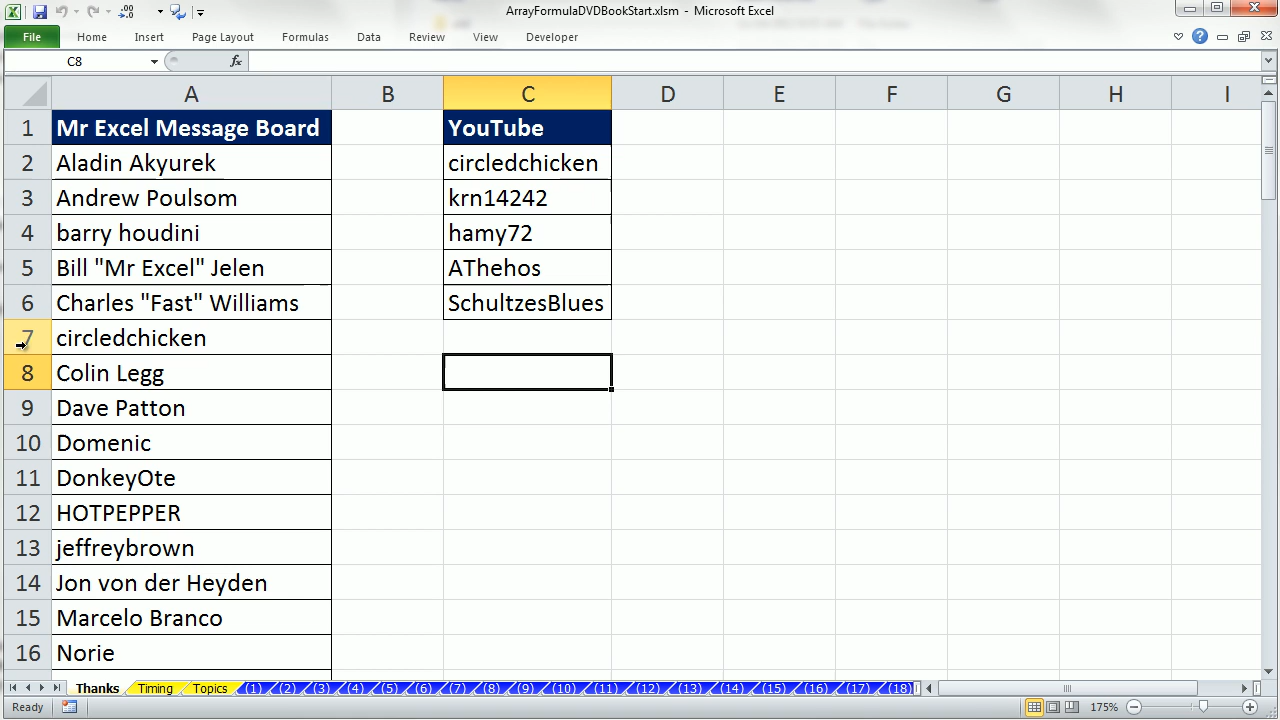 ArrayFormulaDVDBookStart.xlsm - Microsoft Excel
File Home Insert Page Layout Formulas Data Review View Developer
C8 fx
A B C D E F G H I
1 Mr Excel Message Board YouTube
2 Aladin Akyurek circledchicken
3 Andrew Poulsom krn14242
4 barry houdini hamy72
5 Bill "Mr Excel" Jelen AThehos
6 Charles "Fast" Williams SchultzesBlues
7 circledchicken
8 Colin Legg
9 Dave Patton
10 Domenic
11 DonkeyOte
12 HOTPEPPER
13 jeffreybrown
14 Jon von der Heyden
15 Marcelo Branco
16 Norie
Thanks Timing Topics (1) (2) (3) (4) (5) (6) (7) (8) (9) (10) (11) (12) (13) (14) (15) (16) (17) (18)
Ready 175%